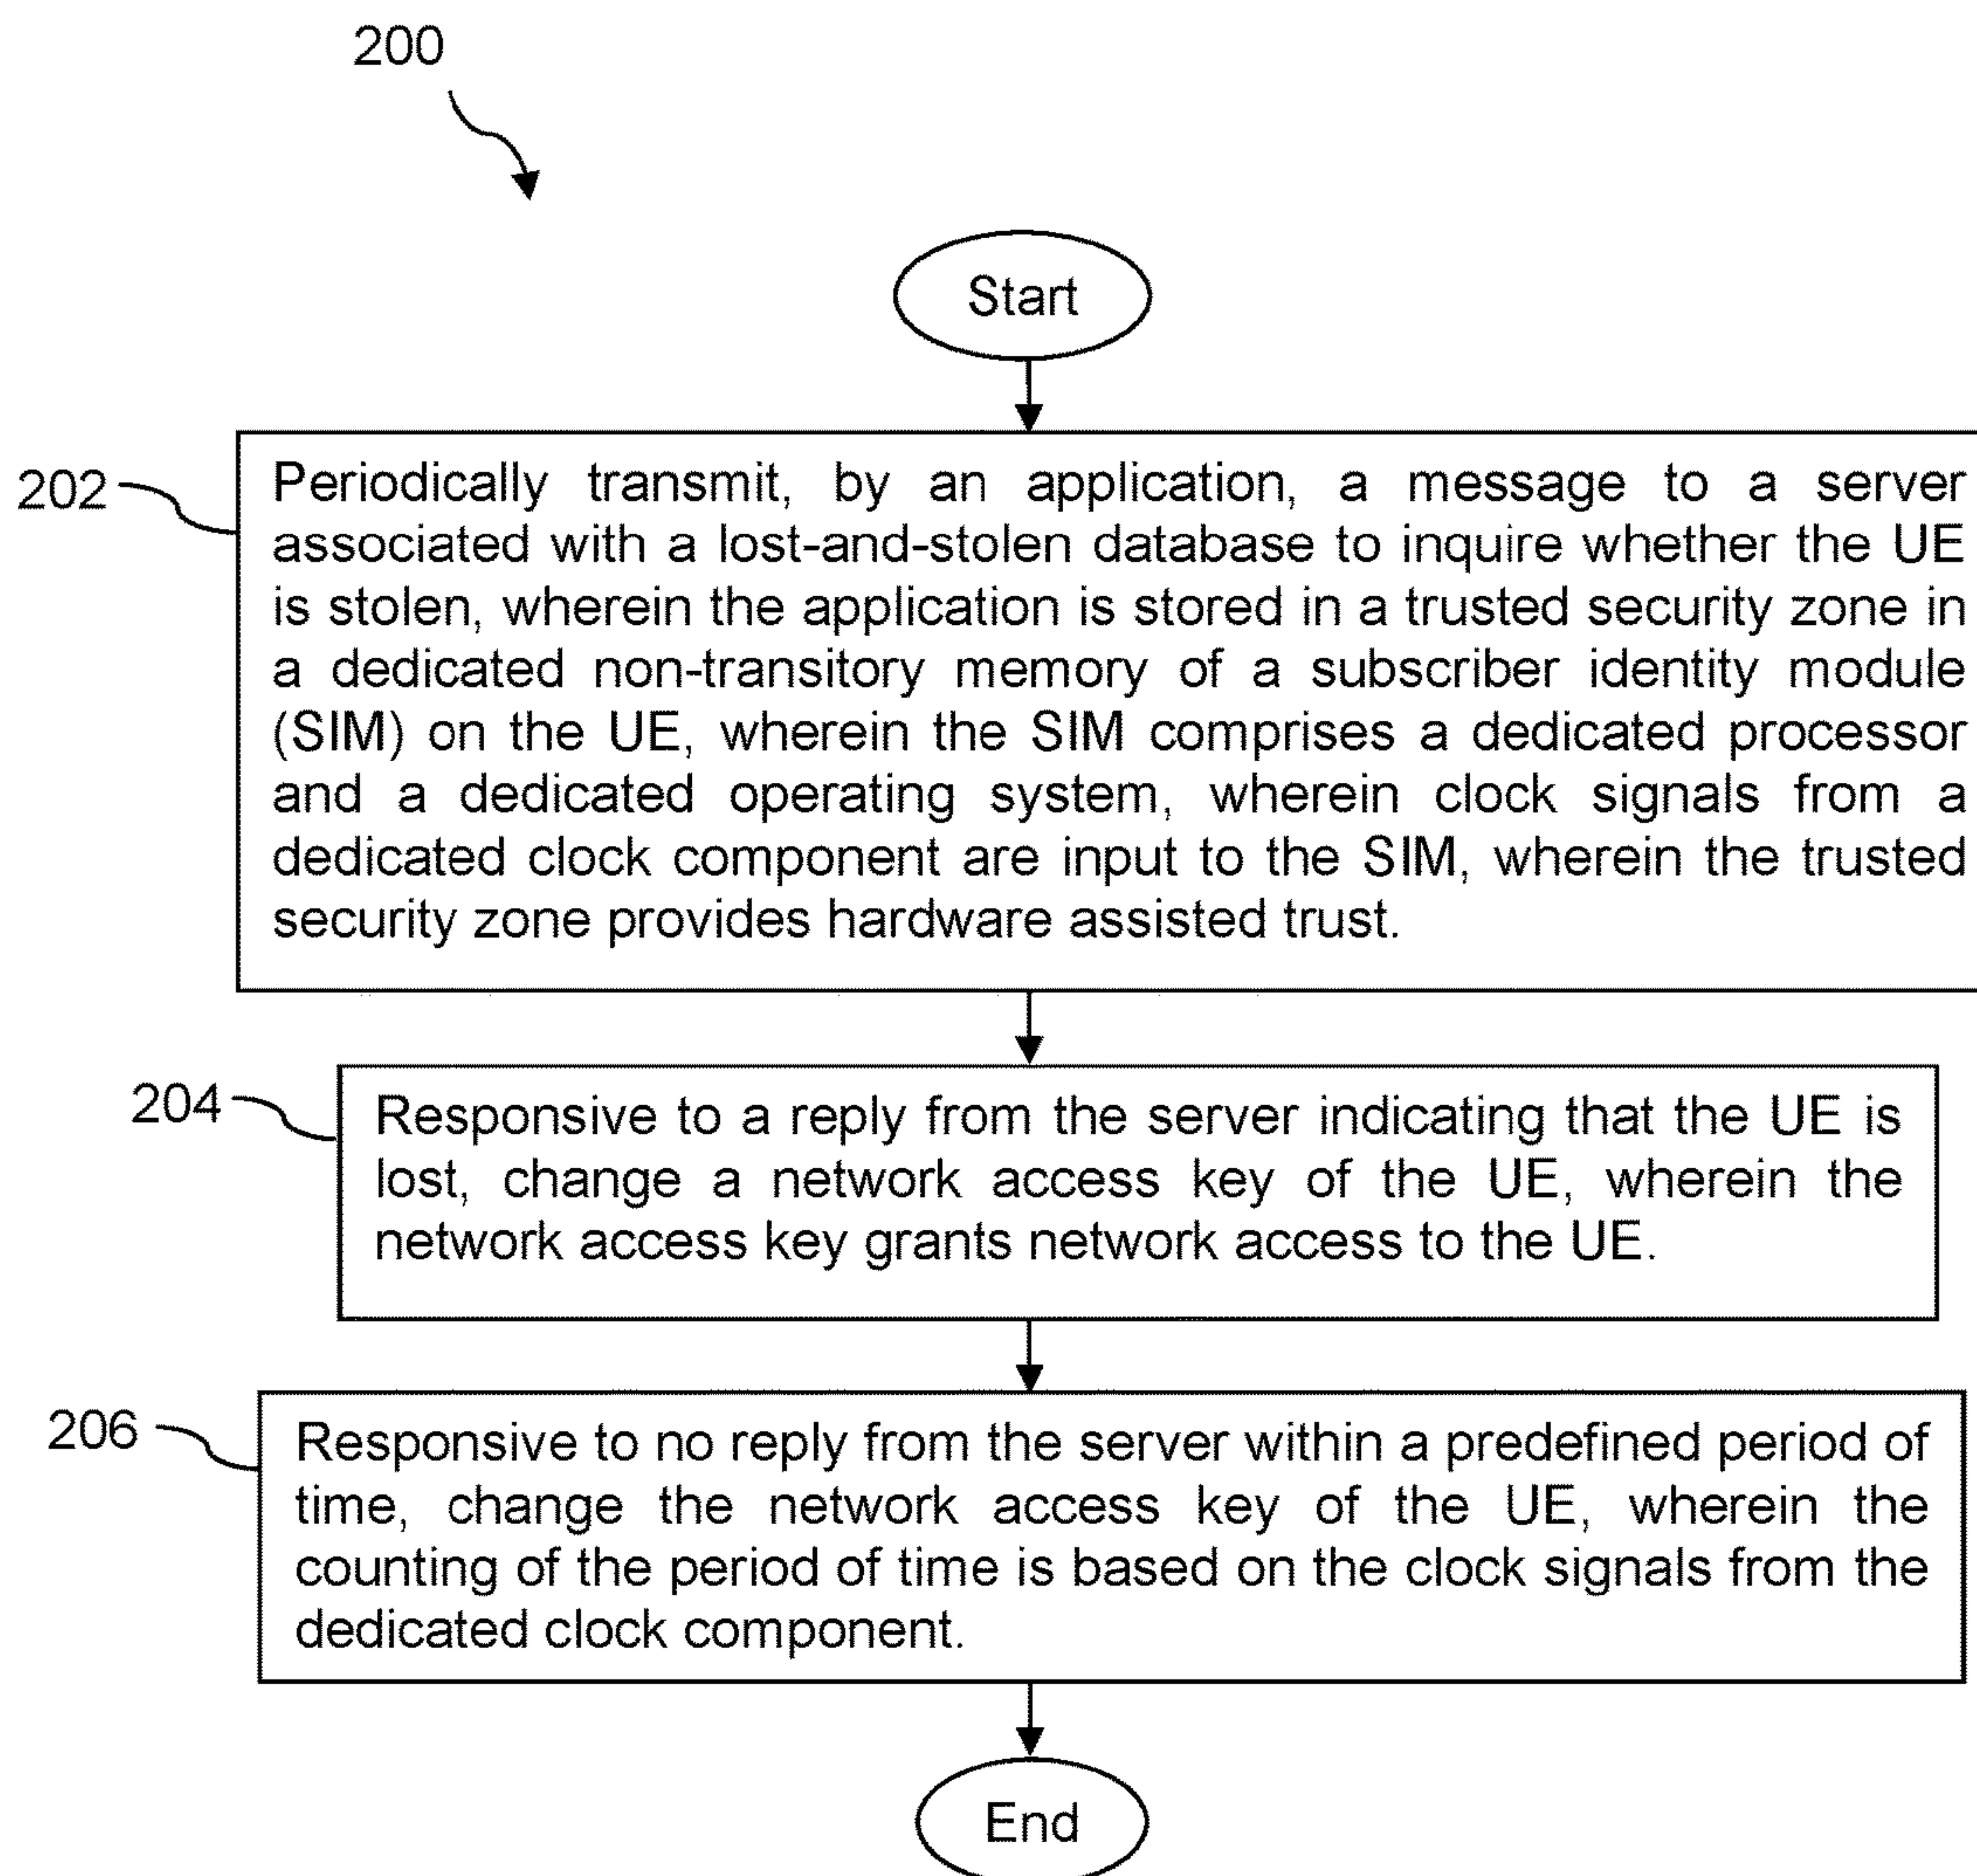 200
Start
202
Periodically transmit, by an application, a message to a server
associated with a lost-and-stolen database to inquire whether the UE
is stolen, wherein the application is stored in a trusted security zone in
a dedicated non-transitory memory of a subscriber identity module
(SIM) on the UE, wherein the SIM comprises a dedicated processor
and a dedicated operating system, wherein clock signals from a
dedicated clock component are input to the SIM, wherein the trusted
security zone provides hardware assisted trust.
204
Responsive to a reply from the server indicating that the UE is
lost, change a network access key of the UE, wherein the
network access key grants network access to the UE.
206
Responsive to no reply from the server within a predefined period of
time, change the network access key of the UE, wherein the
counting of the period of time is based on the clock signals from the
dedicated clock component.
End